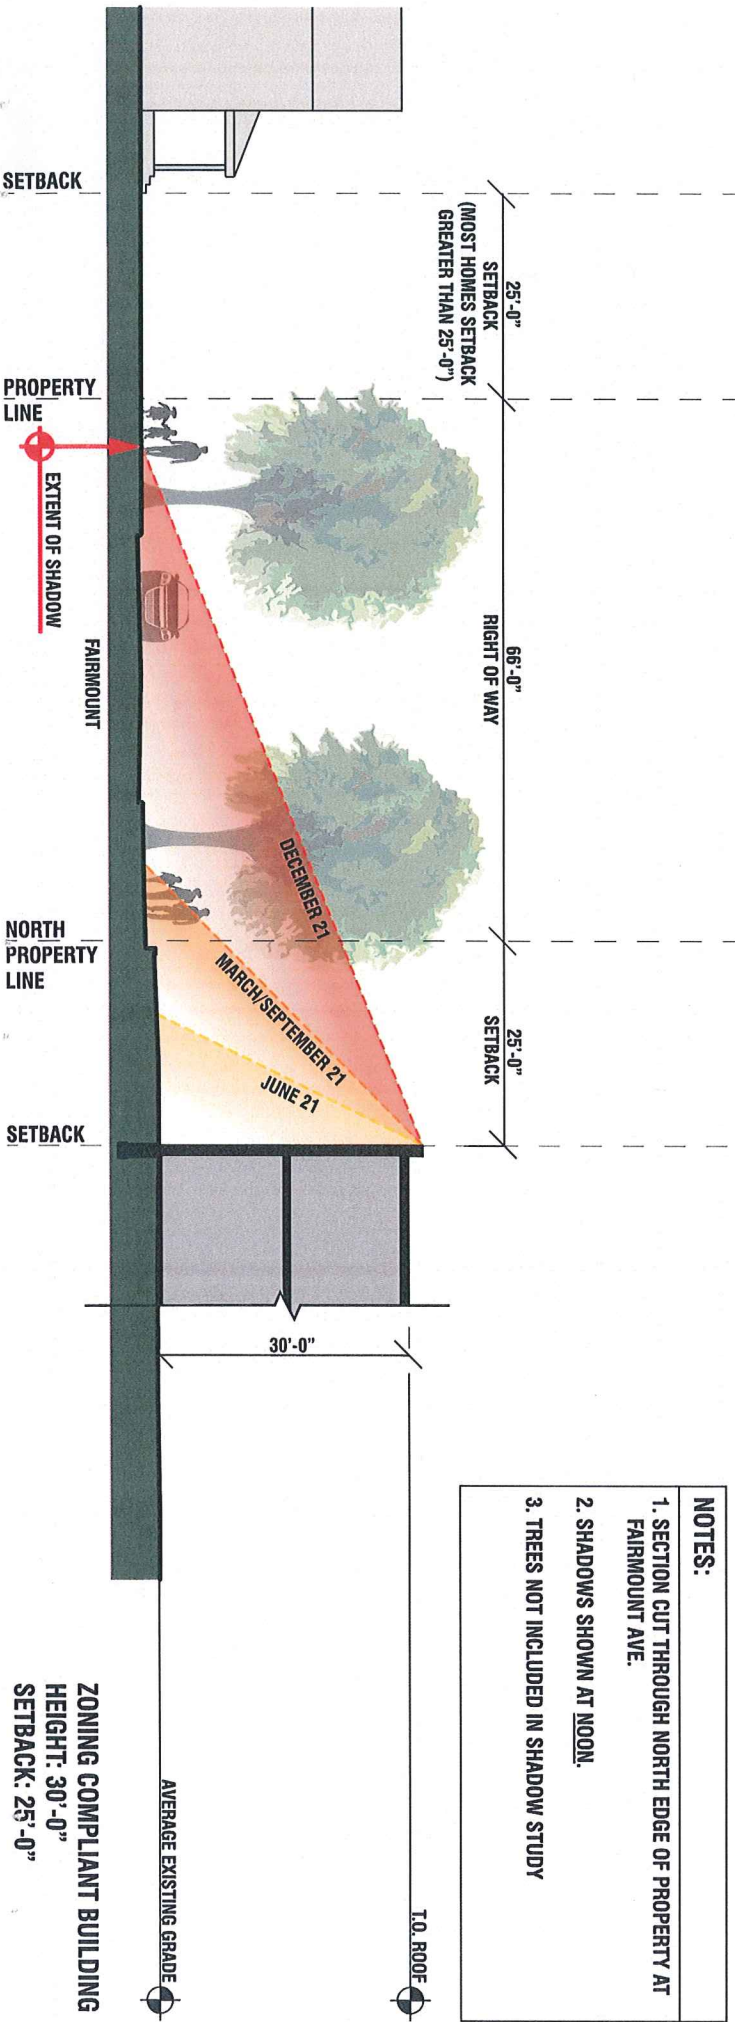 SETBACK
25'-0"
SETBACK
(MOST HOMES SETBACK
GREATER THAN 25'-0")
PROPERTY
LINE
EXTENT OF SHADOW
66'-0"
RIGHT OF WAY
FAIRMOUNT
DECEMBER 21
MARCH/SEPTEMBER 21
JUNE 21
NORTH
PROPERTY
LINE
25'-0"
SETBACK
SETBACK
30'-0"
NOTES:
1. SECTION CUT THROUGH NORTH EDGE OF PROPERTY AT
FAIRMOUNT AVE.
2. SHADOWS SHOWN AT NOON.
3. TREES NOT INCLUDED IN SHADOW STUDY
T.O. ROOF
AVERAGE EXISTING GRADE
ZONING COMPLIANT BUILDING
HEIGHT: 30'-0"
SETBACK: 25'-0"